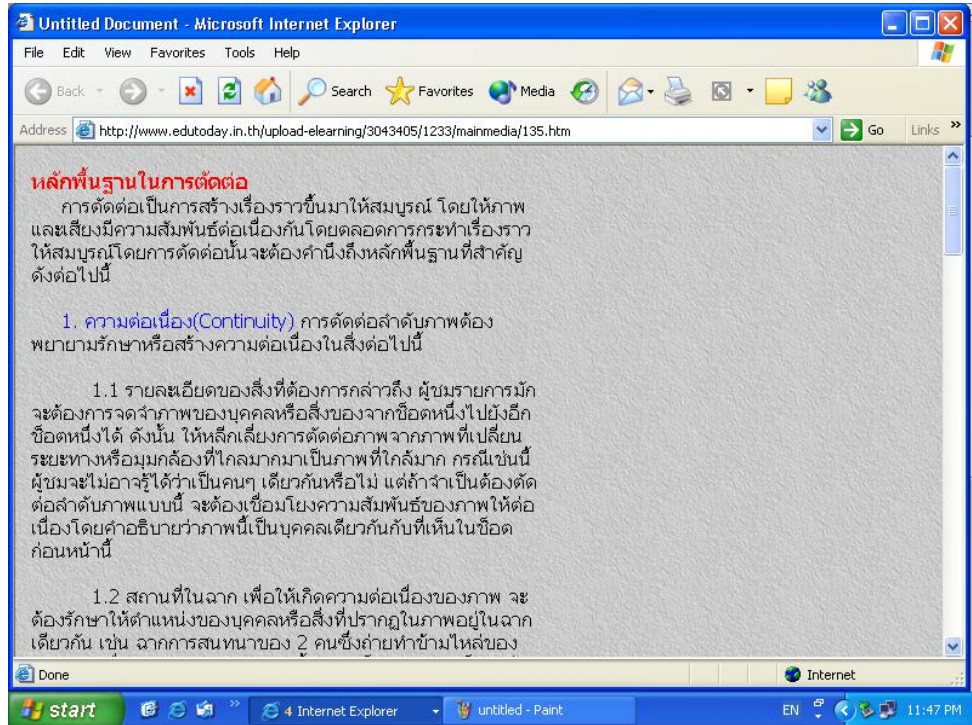 Untitled Document - Microsoft Internet Explorer
File Edit View Favorites Tools Help
Back Search Favorites Media
Address http://www.edutoday.in.th/upload-elearning/3043405/1233/mainmedia/135.htm Go Links »
หลักพื้นฐานในการตัดต่อ
การตัดต่อเป็นการสร้างเรื่องราวขึ้นมาให้สมบูรณ์ โดยให้ภาพ
และเสียงมีความสัมพันธ์ต่อเนื่องกันโดยตลอดการกระทำเรื่องราว
ให้สมบูรณ์โดยการตัดต่อนั้นจะต้องคำนึงถึงหลักพื้นฐานที่สำคัญ
ดังต่อไปนี้
1. ความต่อเนื่อง(Continuity) การตัดต่อลำดับภาพต้อง
พยายามรักษาหรือสร้างความต่อเนื่องในสิ่งต่อไปนี้
1.1 รายละเอียดของสิ่งที่ต้องการกล่าวถึง ผู้ชมรายการมัก
จะต้องการจดจำภาพของบุคคลหรือสิ่งของจากช็อตหนึ่งไปยังอีก
ช็อตหนึ่งได้ ดังนั้น ให้หลีกเลี่ยงการตัดต่อภาพจากภาพที่เปลี่ยน
ระยะทางหรือมุมกล้องที่ไกลมากมาเป็นภาพที่ใกล้มาก กรณีเช่นนี้
ผู้ชมจะไม่อาจรู้ได้ว่าเป็นคนๆ เดียวกันหรือไม่ แต่ถ้าจำเป็นต้องตัด
ต่อลำดับภาพแบบนี้ จะต้องเชื่อมโยงความสัมพันธ์ของภาพให้ต่อ
เนื่องโดยคำอธิบายว่าภาพนี้เป็นบุคคลเดียวกันกับที่เห็นในช็อต
ก่อนหน้านี้
1.2 สถานที่ในฉาก เพื่อให้เกิดความต่อเนื่องของภาพ จะ
ต้องรักษาให้ตำแหน่งของบุคคลหรือสิ่งที่ปรากฏในภาพอยู่ในฉาก
เดียวกัน เช่น ฉากการสนทนาของ 2 คนซึ่งถ่ายทำข้ามไหล่ของ
Done Internet
start » 4 Internet Explorer untitled - Paint EN 11:47 PM